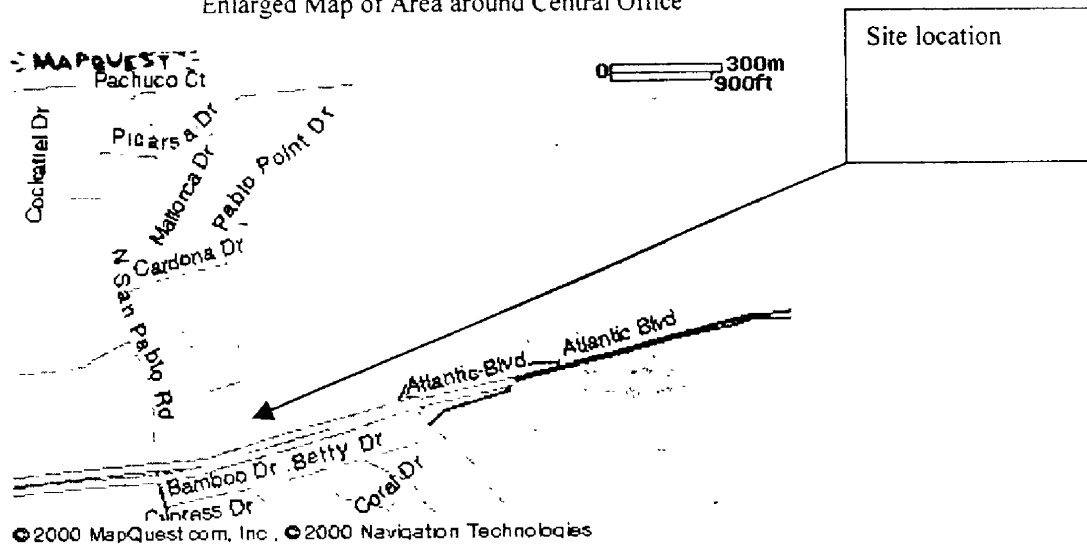 Enlarged Map of Area around Central Office
Site location
MAPQUEST
0 300m
900ft
Pachuco Ct
Cockatiel Dr
Picarsa Dr
Mallorca Dr
Pablo Point Dr
Cardona Dr
N San Pablo Rd
Atlantic Blvd
Atlantic Blvd
Bamboo Dr
Betty Dr
Coral Dr
Cypress Dr
©2000 MapQuest.com, Inc., ©2000 Navigation Technologies